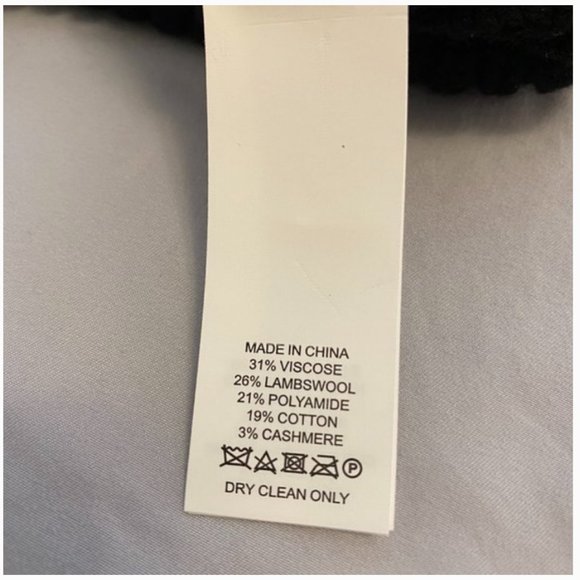 MADE IN CHINA
31% VISCOSE
26% LAMBSWOOL
21% POLYAMIDE
19% COTTON
3% CASHMERE
P
DRY CLEAN ONLY